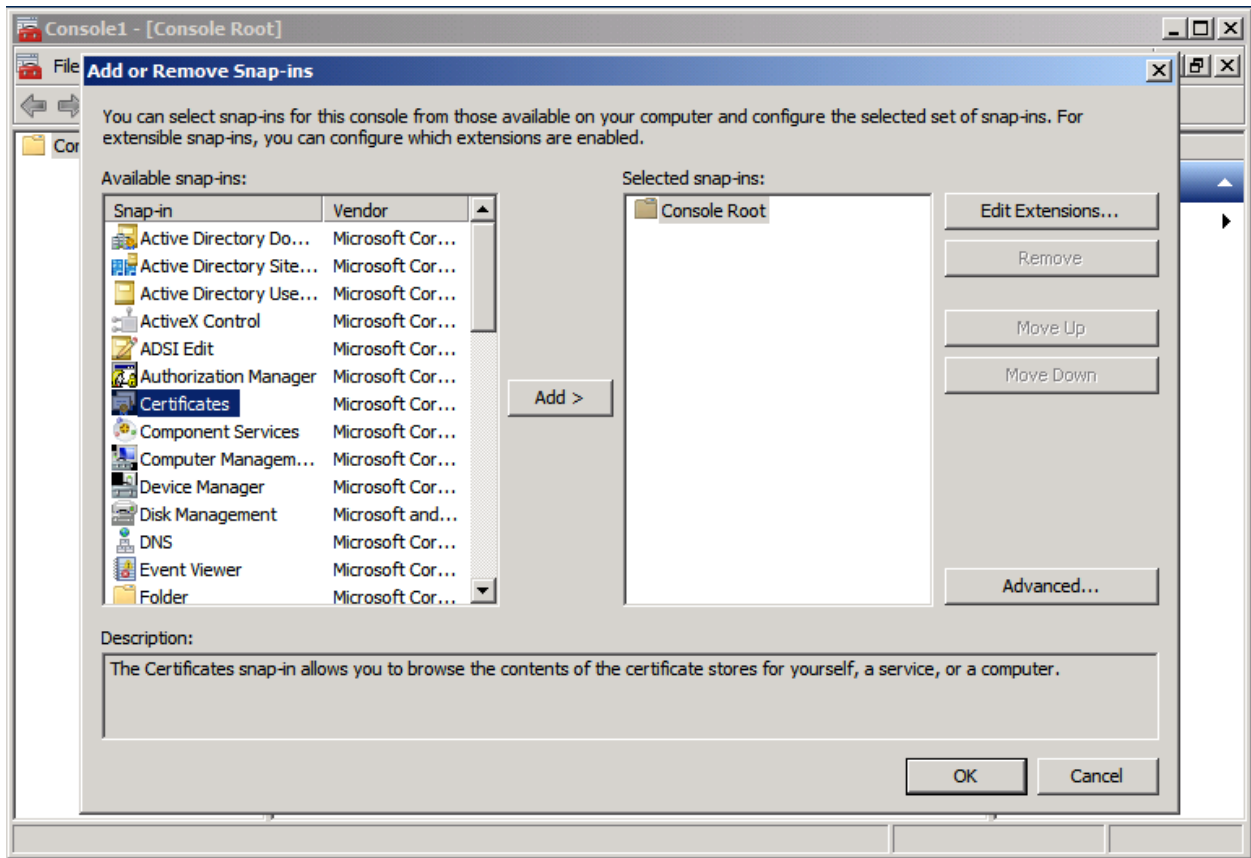 Console1 - [Console Root]
File
Add or Remove Snap-ins
You can select snap-ins for this console from those available on your computer and configure the selected set of snap-ins. For
extensible snap-ins, you can configure which extensions are enabled.
Cor
Available snap-ins:
Selected snap-ins:
Snap-in Vendor
Active Directory Do... Microsoft Cor...
Active Directory Site... Microsoft Cor...
Active Directory Use... Microsoft Cor...
ActiveX Control Microsoft Cor...
ADSI Edit Microsoft Cor...
Authorization Manager Microsoft Cor...
Certificates Microsoft Cor...
Component Services Microsoft Cor...
Computer Managem... Microsoft Cor...
Device Manager Microsoft Cor...
Disk Management Microsoft and...
DNS Microsoft Cor...
Event Viewer Microsoft Cor...
Folder Microsoft Cor...
Add >
Console Root
Edit Extensions...
Remove
Move Up
Move Down
Advanced...
Description:
The Certificates snap-in allows you to browse the contents of the certificate stores for yourself, a service, or a computer.
OK
Cancel